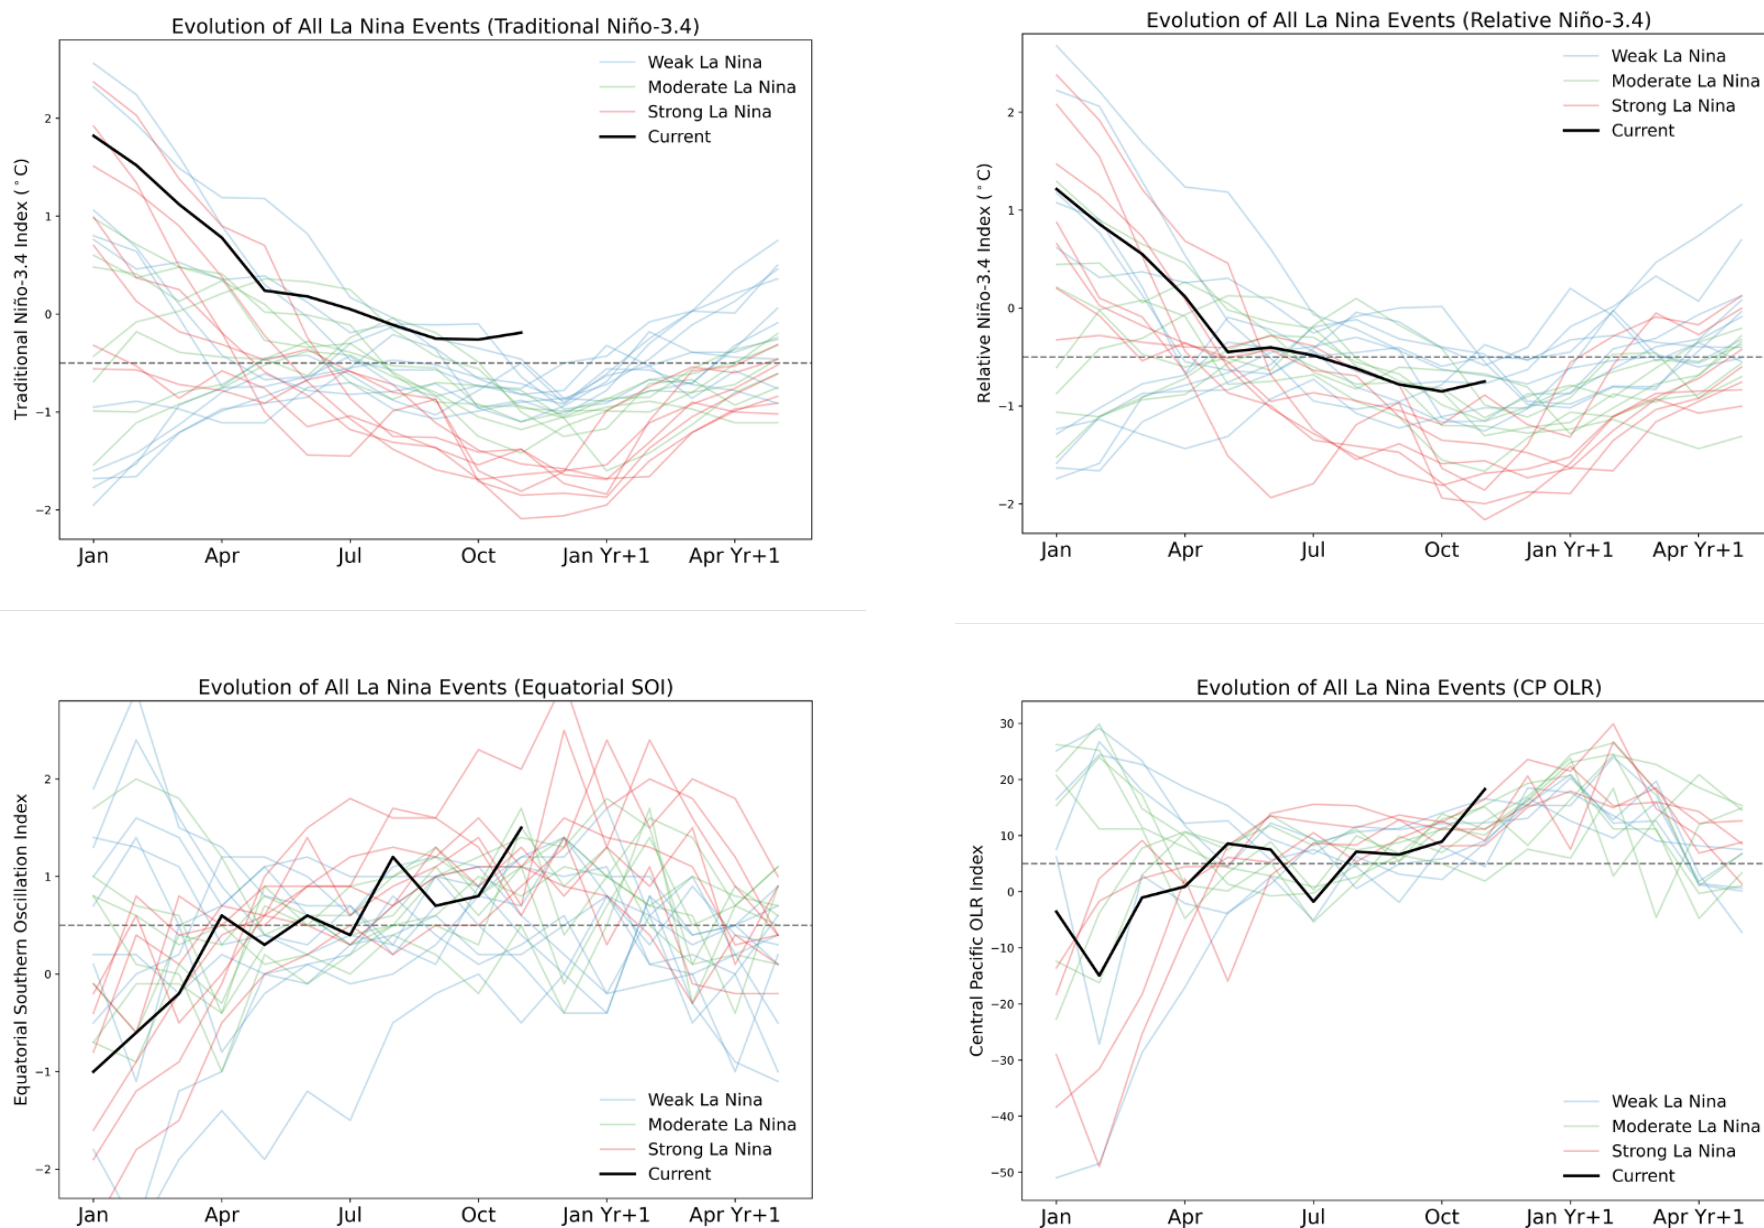 Evolution of All La Nina Events (Traditional Niño-3.4)
Traditional Niño-3.4 Index (°C)
2
1
0
−1
−2
Weak La Nina
Moderate La Nina
Strong La Nina
Current
Jan Apr Jul Oct Jan Yr+1 Apr Yr+1
Evolution of All La Nina Events (Relative Niño-3.4)
Relative Niño-3.4 Index (°C)
2
1
0
−1
−2
Weak La Nina
Moderate La Nina
Strong La Nina
Current
Jan Apr Jul Oct Jan Yr+1 Apr Yr+1
Evolution of All La Nina Events (Equatorial SOI)
Equatorial Southern Oscillation Index
2
1
0
−1
−2
Weak La Nina
Moderate La Nina
Strong La Nina
Current
Jan Apr Jul Oct Jan Yr+1 Apr Yr+1
Evolution of All La Nina Events (CP OLR)
Central Pacific OLR Index
30
20
10
0
−10
−20
−30
−40
−50
Weak La Nina
Moderate La Nina
Strong La Nina
Current
Jan Apr Jul Oct Jan Yr+1 Apr Yr+1